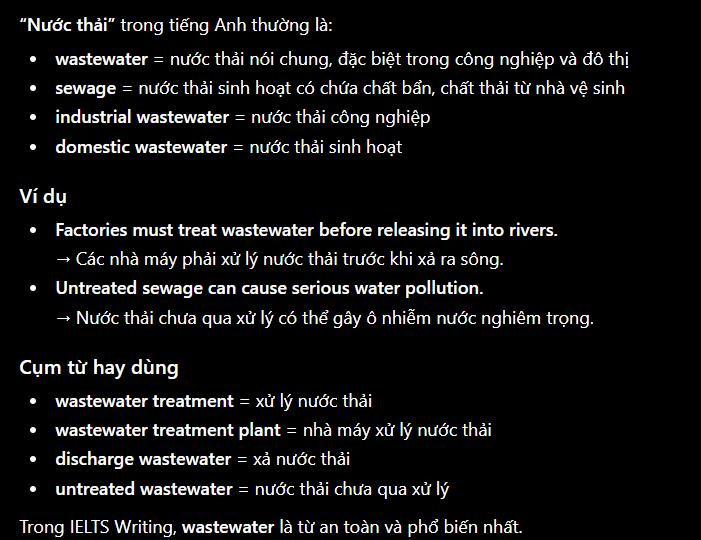 “Nước thải” trong tiếng Anh thường là:
• wastewater = nước thải nói chung, đặc biệt trong công nghiệp và đô thị
• sewage = nước thải sinh hoạt có chứa chất bẩn, chất thải từ nhà vệ sinh
• industrial wastewater = nước thải công nghiệp
• domestic wastewater = nước thải sinh hoạt
Ví dụ
• Factories must treat wastewater before releasing it into rivers.
→ Các nhà máy phải xử lý nước thải trước khi xả ra sông.
• Untreated sewage can cause serious water pollution.
→ Nước thải chưa qua xử lý có thể gây ô nhiễm nước nghiêm trọng.
Cụm từ hay dùng
• wastewater treatment = xử lý nước thải
• wastewater treatment plant = nhà máy xử lý nước thải
• discharge wastewater = xả nước thải
• untreated wastewater = nước thải chưa qua xử lý
Trong IELTS Writing, wastewater là từ an toàn và phổ biến nhất.